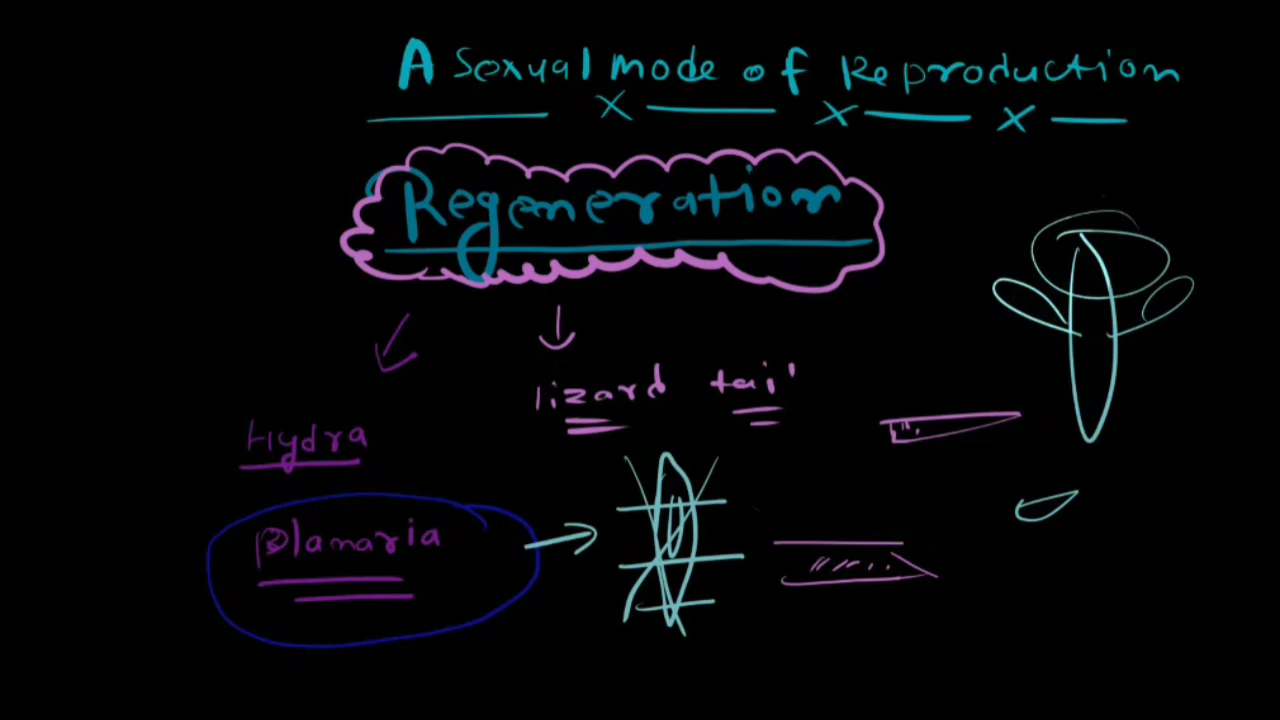 A Sexual mode of Reproduction
Regeneration
lizard tail
Hydra
Planaria